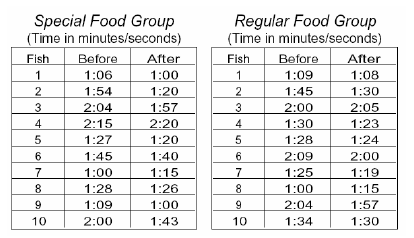 Special Food Group Regular Food Group
(Time in minutes/seconds) (Time in minutes/seconds)
Fish Before After Fish Before After
1 1:06 1:00 1 1:09 1:08
2 1:54 1:20 2 1:45 1:30
3 2:04 1:57 3 2:00 2:05
4 2:15 2:20 4 1:30 1:23
5 1:27 1:20 5 1:28 1:24
6 1:45 1:40 6 2:09 2:00
7 1:00 1:15 7 1:25 1:19
8 1:28 1:26 8 1:00 1:15
9 1:09 1:00 9 2:04 1:57
10 2:00 1:43 10 1:34 1:30